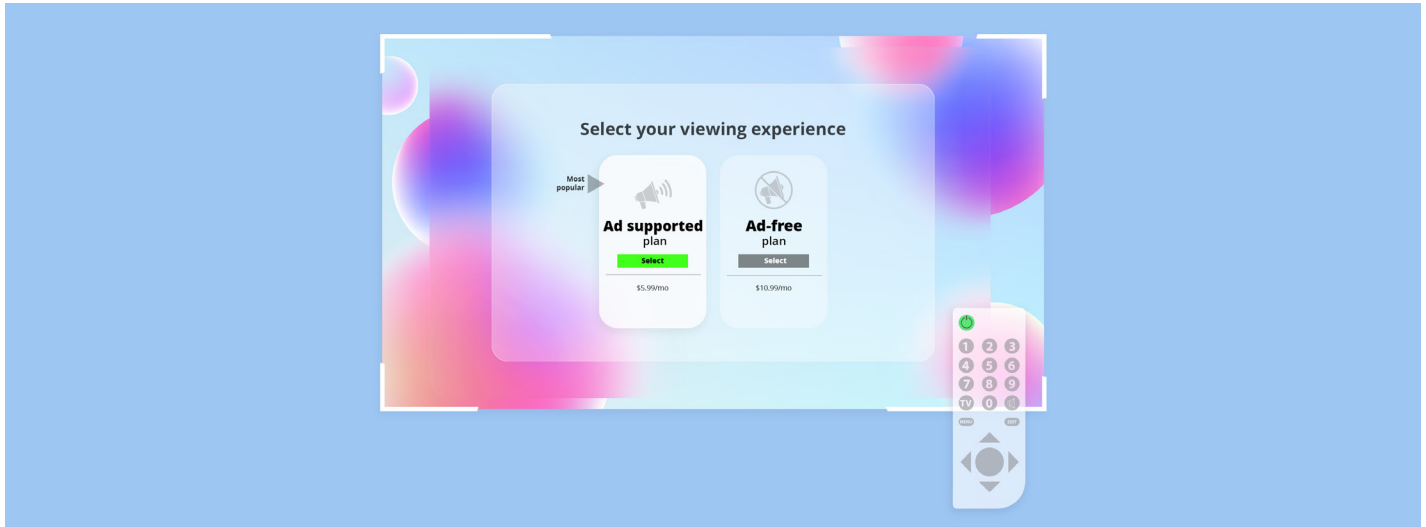 Select your viewing experience
Most
popular
Ad supported
plan
Select
$5.99/mo
Ad-free
plan
Select
$10.99/mo
1 2 3
4 5 6
7 8 9
TV 0
MENU EXIT